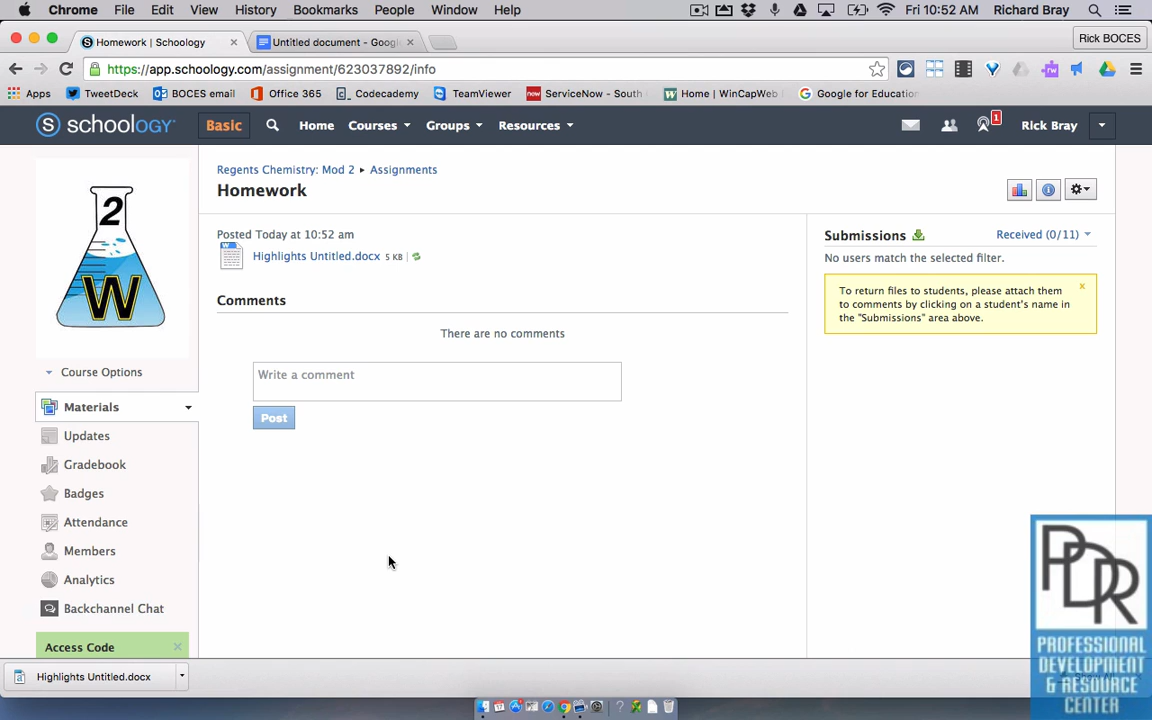 Chrome File Edit View History Bookmarks People Window Help Fri 10:52 AM Richard Bray
Homework | Schoology Untitled document - Googl Rick BOCES
https://app.schoology.com/assignment/623037892/info
Apps TweetDeck BOCES email Office 365 Codecademy TeamViewer ServiceNow - South Home | WinCapWeb Google for Education
S schoology Basic Home Courses Groups Resources 1 Rick Bray
2
W
Regents Chemistry: Mod 2 ▸ Assignments
Homework
Posted Today at 10:52 am
Highlights Untitled.docx 5 KB
Comments
There are no comments
Write a comment
Post
Submissions Received (0/11)
No users match the selected filter.
To return files to students, please attach them x
to comments by clicking on a student's name in
the "Submissions" area above.
Course Options
Materials
Updates
Gradebook
Badges
Attendance
Members
Analytics
Backchannel Chat
Access Code
Highlights Untitled.docx
PDR
PROFESSIONAL
DEVELOPMENT
& RESOURCE
CENTER